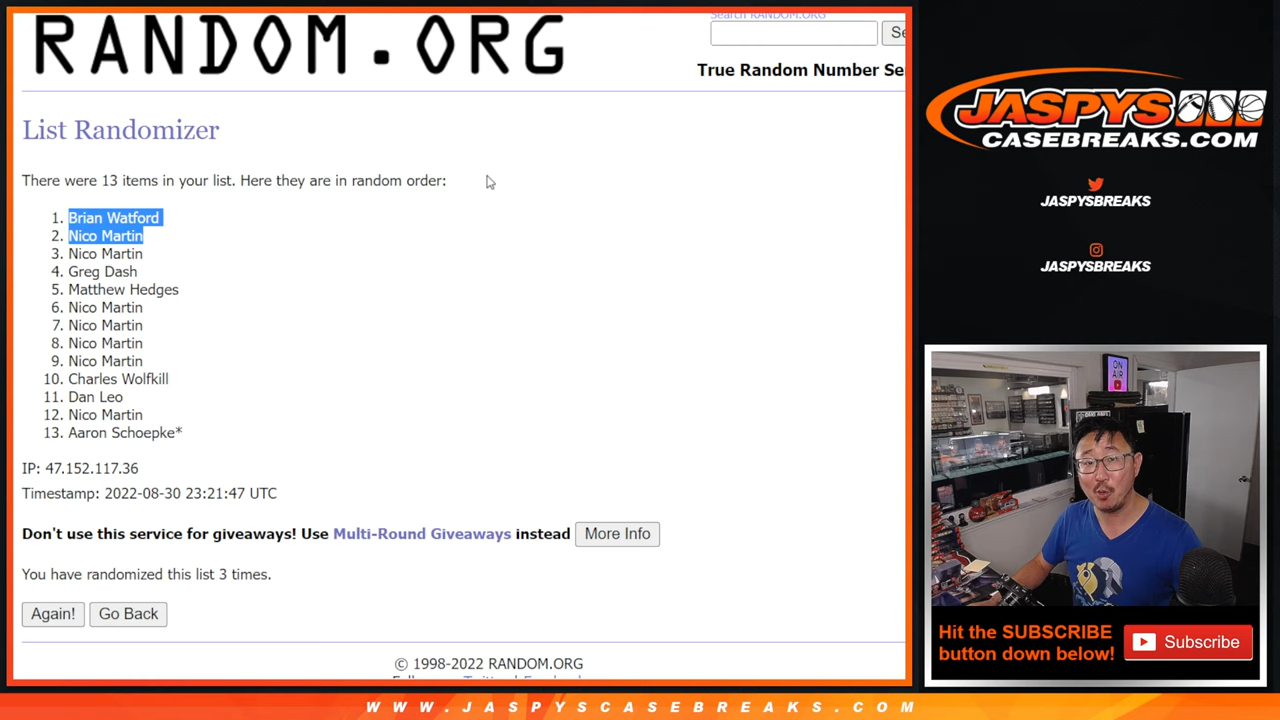 RANDOM.ORG
Search RANDOM.ORG
Se
True Random Number Ser
List Randomizer
There were 13 items in your list. Here they are in random order:
1. Brian Watford
2. Nico Martin
3. Nico Martin
4. Greg Dash
5. Matthew Hedges
6. Nico Martin
7. Nico Martin
8. Nico Martin
9. Nico Martin
10. Charles Wolfkill
11. Dan Leo
12. Nico Martin
13. Aaron Schoepke*
IP: 47.152.117.36
Timestamp: 2022-08-30 23:21:47 UTC
Don't use this service for giveaways! Use Multi-Round Giveaways instead More Info
You have randomized this list 3 times.
Again! Go Back
© 1998-2022 RANDOM.ORG
JASPYS
CASEBREAKS.COM
JASPYSBREAKS
JASPYSBREAKS
ON
AIR
Hit the SUBSCRIBE
button down below!
Subscribe
WWW.JASPYSCASEBREAKS.COM